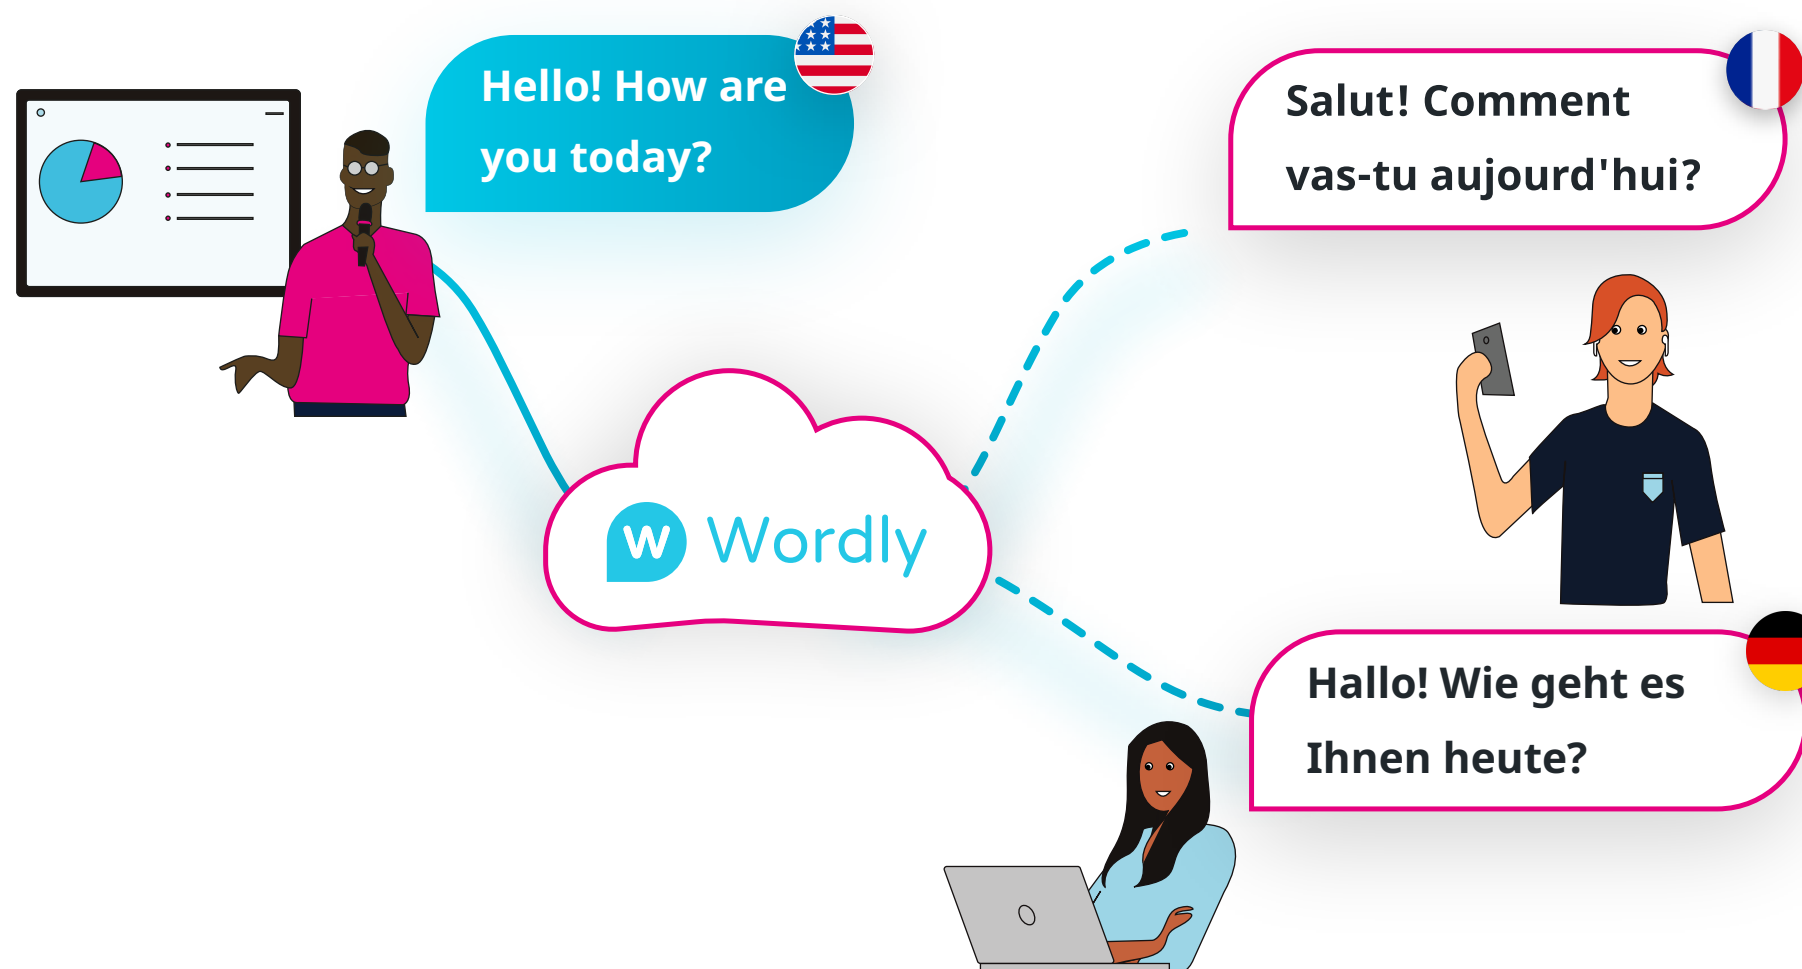 Hello! How are
you today?
Salut! Comment
vas-tu aujourd'hui?
W Wordly
Hallo! Wie geht es
Ihnen heute?